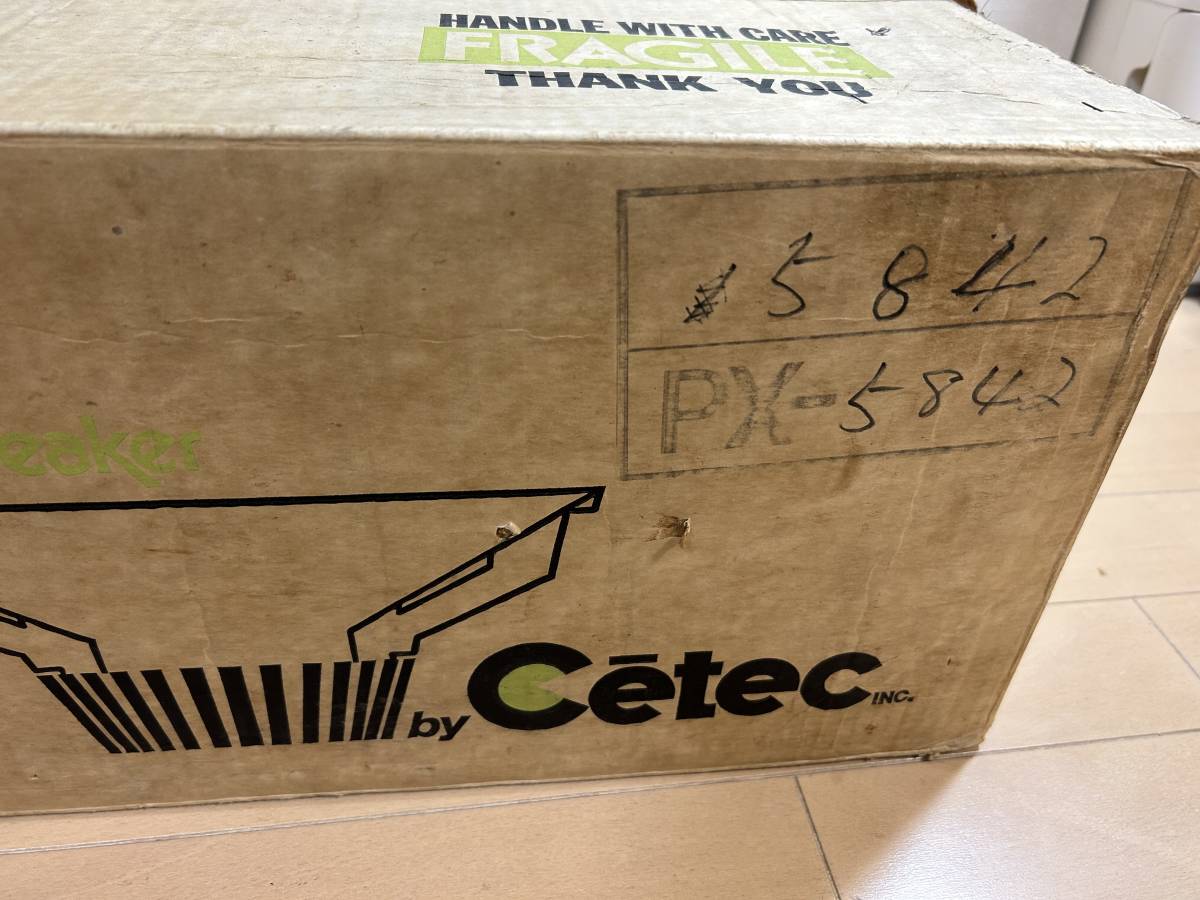 HANDLE WITH CARE
FRAGILE
THANK YOU
5842
PX-5842
eaker
by Cētec INC.